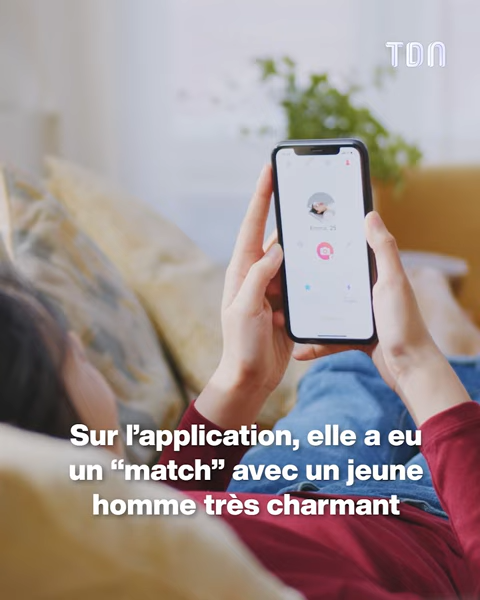 TDN
Sur l’application, elle a eu
un “match” avec un jeune
homme très charmant